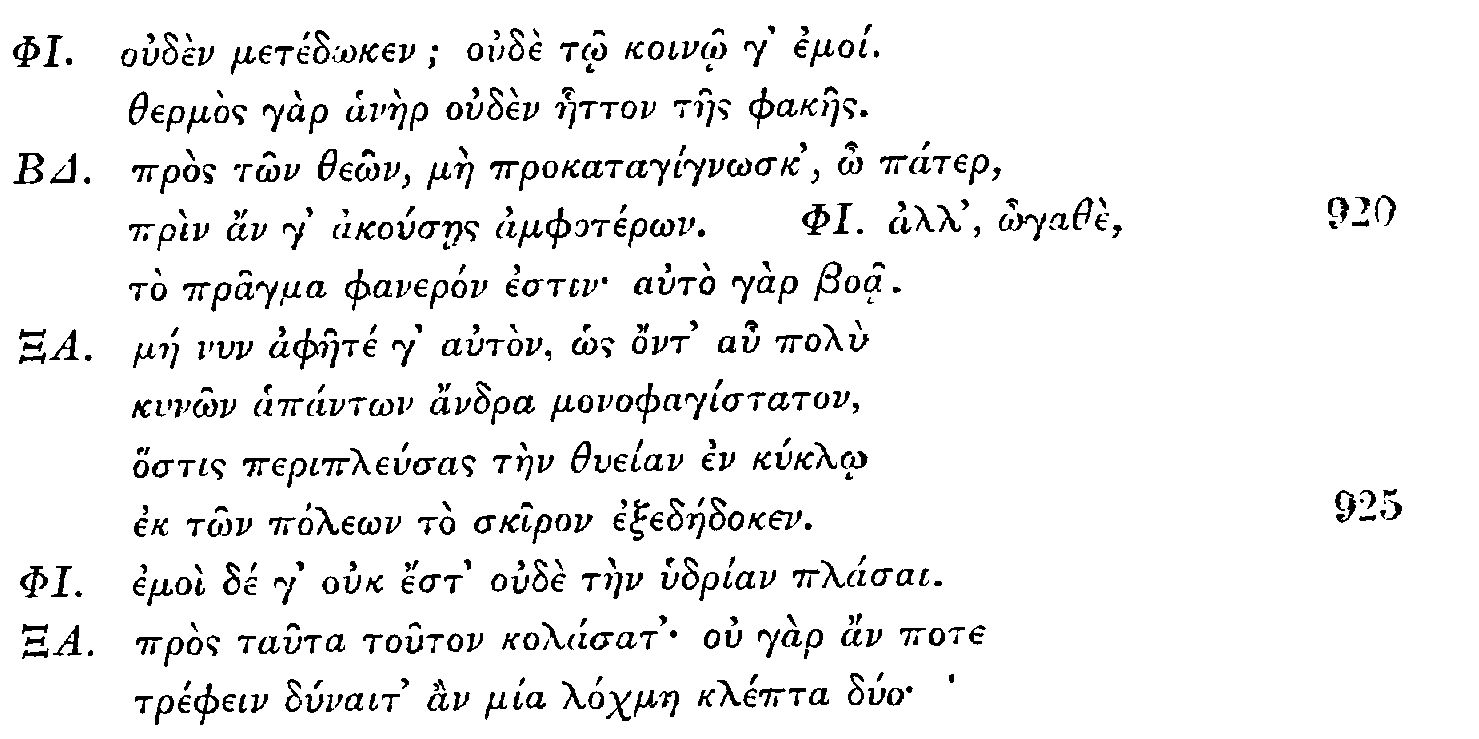 ΦΙ. οὐδὲν μετέδωκεν ; οὐδὲ τῷ κοινῷ γ᾽ ἐμοί.
θερμὸς γὰρ ἁνὴρ οὐδὲν ἧττον τῆς φακῆς.
ΒΔ. πρὸς τῶν θεῶν, μὴ προκαταγίγνωσκ᾽, ὦ πάτερ,
πρὶν ἄν γ᾽ ἀκούσῃς ἀμφοτέρων. ΦΙ. ἀλλ᾽, ὦγαθὲ, 920
τὸ πρᾶγμα φανερόν ἐστιν· αὐτὸ γὰρ βοᾷ.
ΞΑ. μή νυν ἀφῆτέ γ᾽ αὐτὸν, ὡς ὄντ᾽ αὖ πολὺ
κυνῶν ἁπάντων ἄνδρα μονοφαγίστατον,
ὅστις περιπλεύσας τὴν θυείαν ἐν κύκλῳ
ἐκ τῶν πόλεων τὸ σκῖρον ἐξεδήδοκεν. 925
ΦΙ. ἐμοὶ δέ γ᾽ οὐκ ἔστ᾽ οὐδὲ τὴν ὑδρίαν πλάσαι.
ΞΑ. πρὸς ταῦτα τοῦτον κολάσατ᾽· οὐ γὰρ ἄν ποτε
τρέφειν δύναιτ᾽ ἂν μία λόχμη κλέπτα δύο·